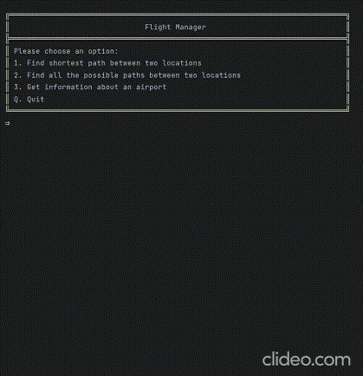 Flight Manager
Please choose an option:
1. Find shortest path between two locations
2. Find all the possible paths between two locations
3. Get information about an airport
Q. Quit
⇒
clideo.com